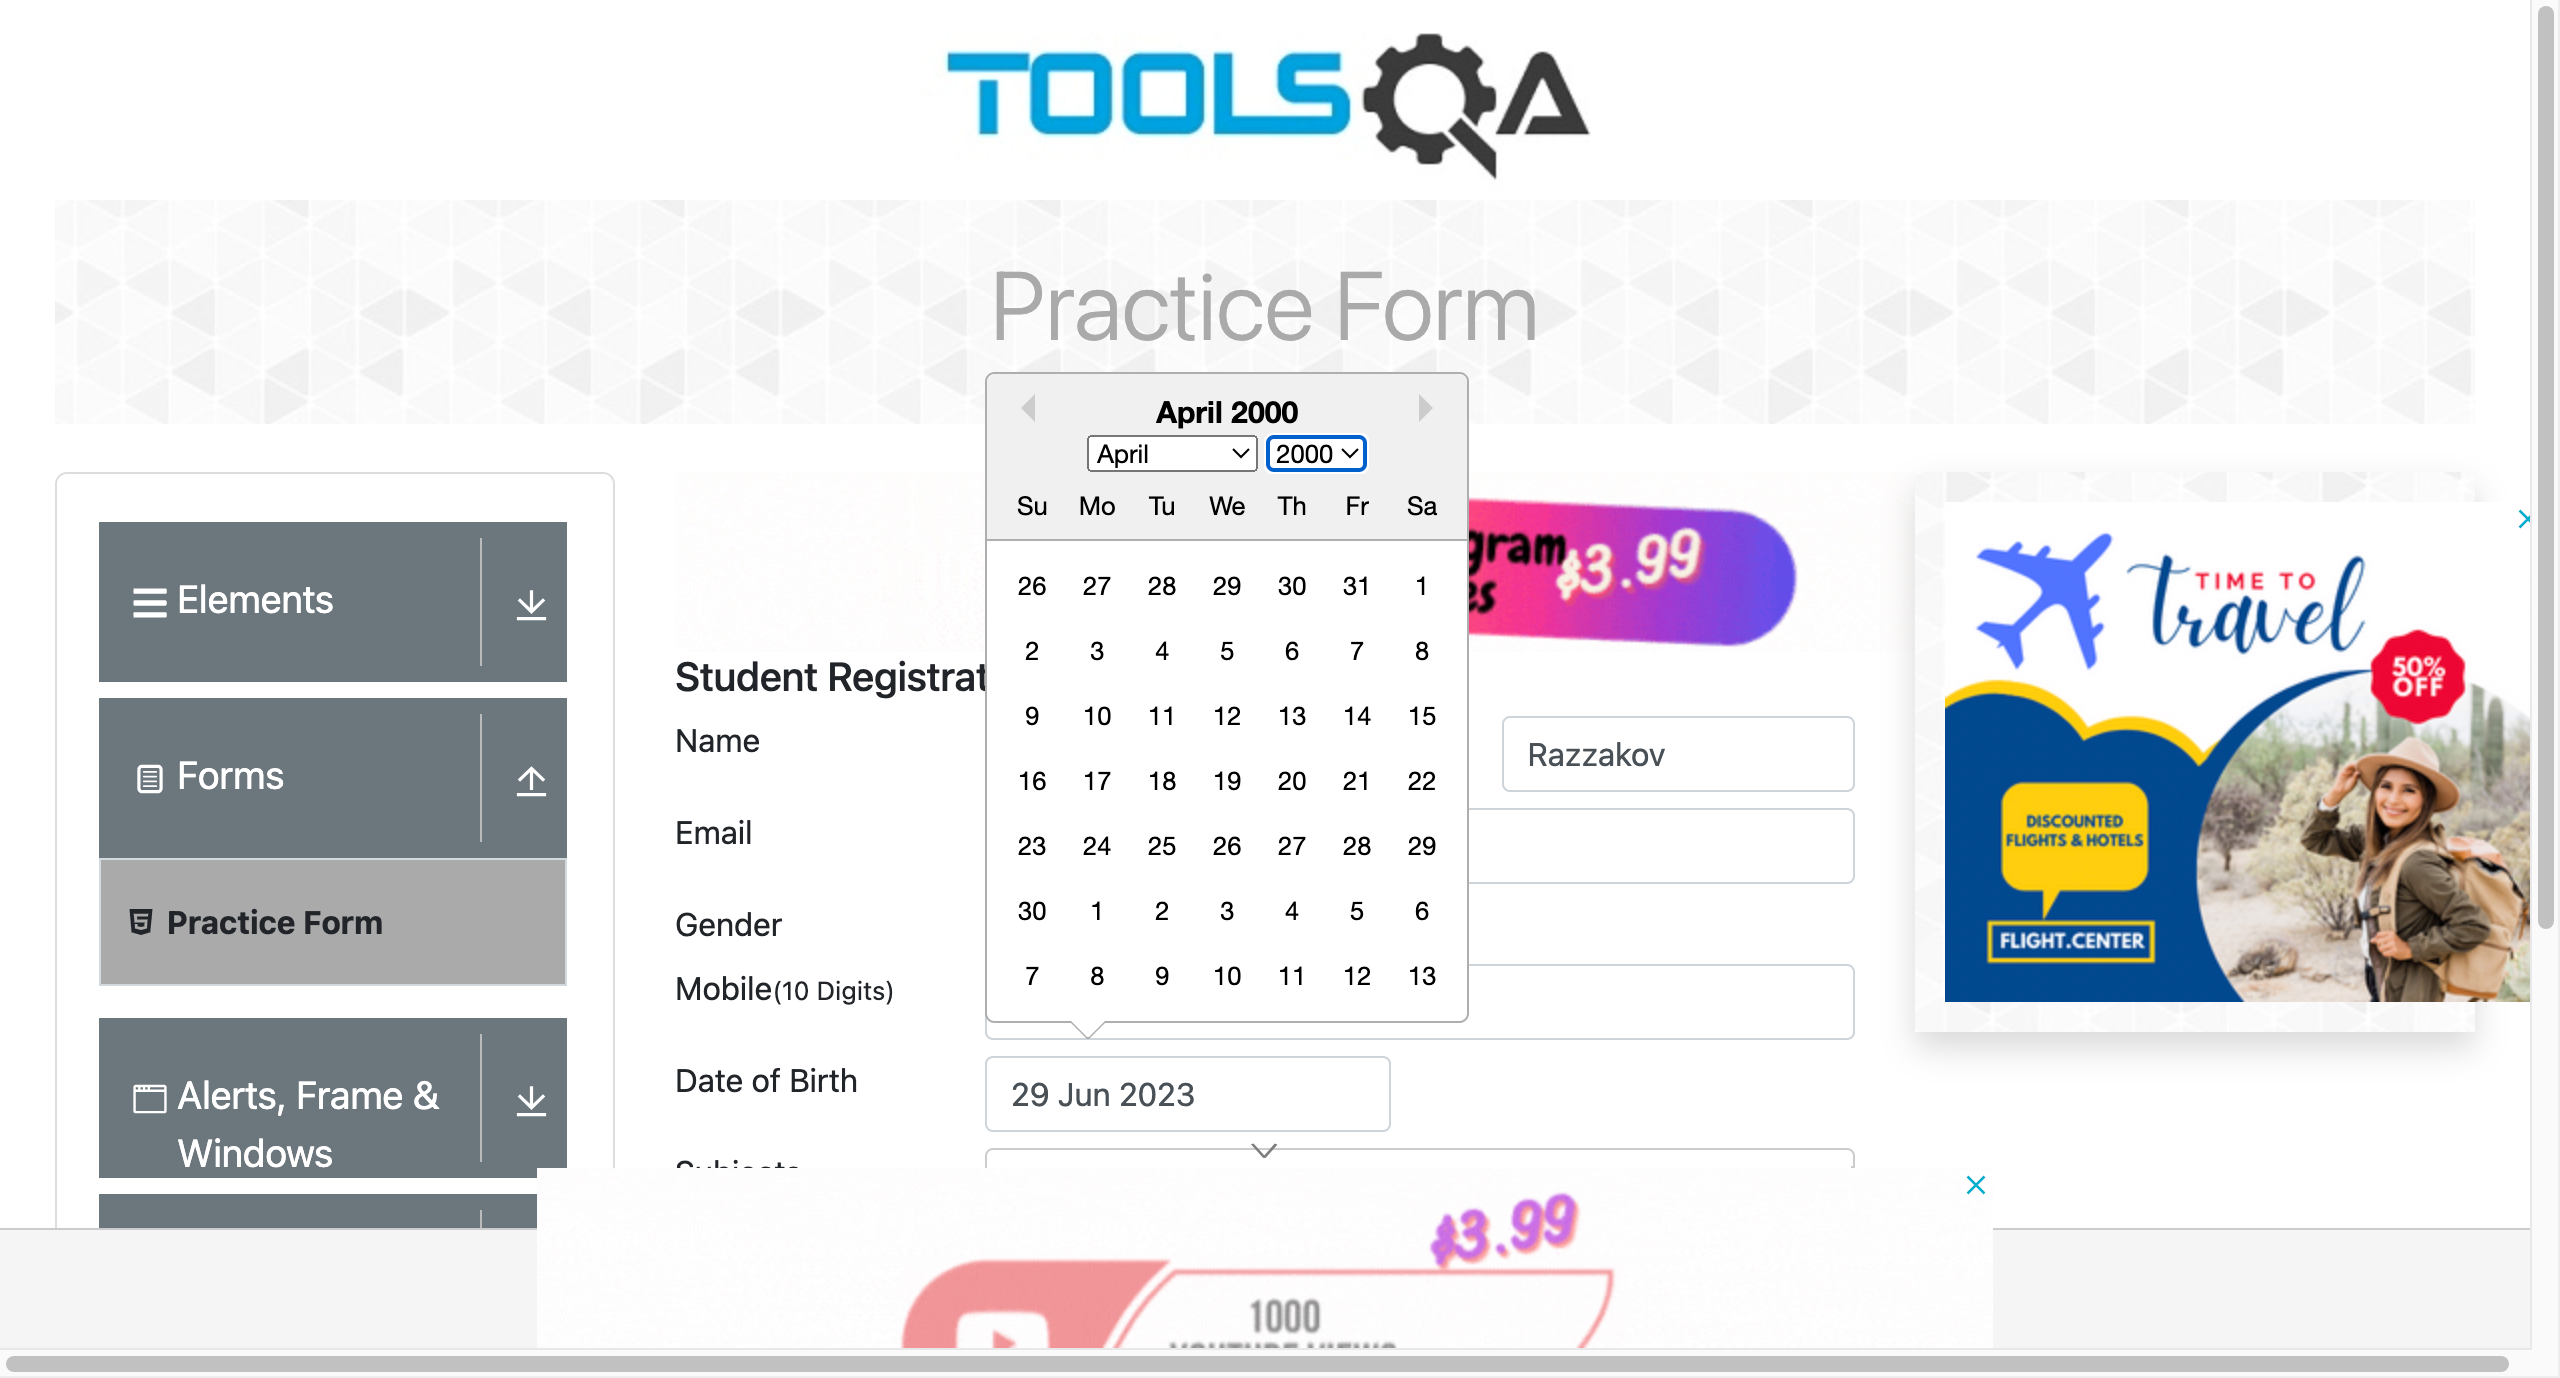 TOOLSQA
Practice Form
April 2000
April 2000
Su Mo Tu We Th Fr Sa
26 27 28 29 30 31 1
2 3 4 5 6 7 8
9 10 11 12 13 14 15
16 17 18 19 20 21 22
23 24 25 26 27 28 29
30 1 2 3 4 5 6
7 8 9 10 11 12 13
Elements
Forms
Practice Form
Alerts, Frame &
Windows
Student Registrat
Name
Razzakov
Email
Gender
Mobile(10 Digits)
Date of Birth
29 Jun 2023
Subjects
gram
es
$3.99
TIME TO
travel
50%
OFF
DISCOUNTED
FLIGHTS & HOTELS
FLIGHT.CENTER
$3.99
1000
YOUTUBE VIEWS